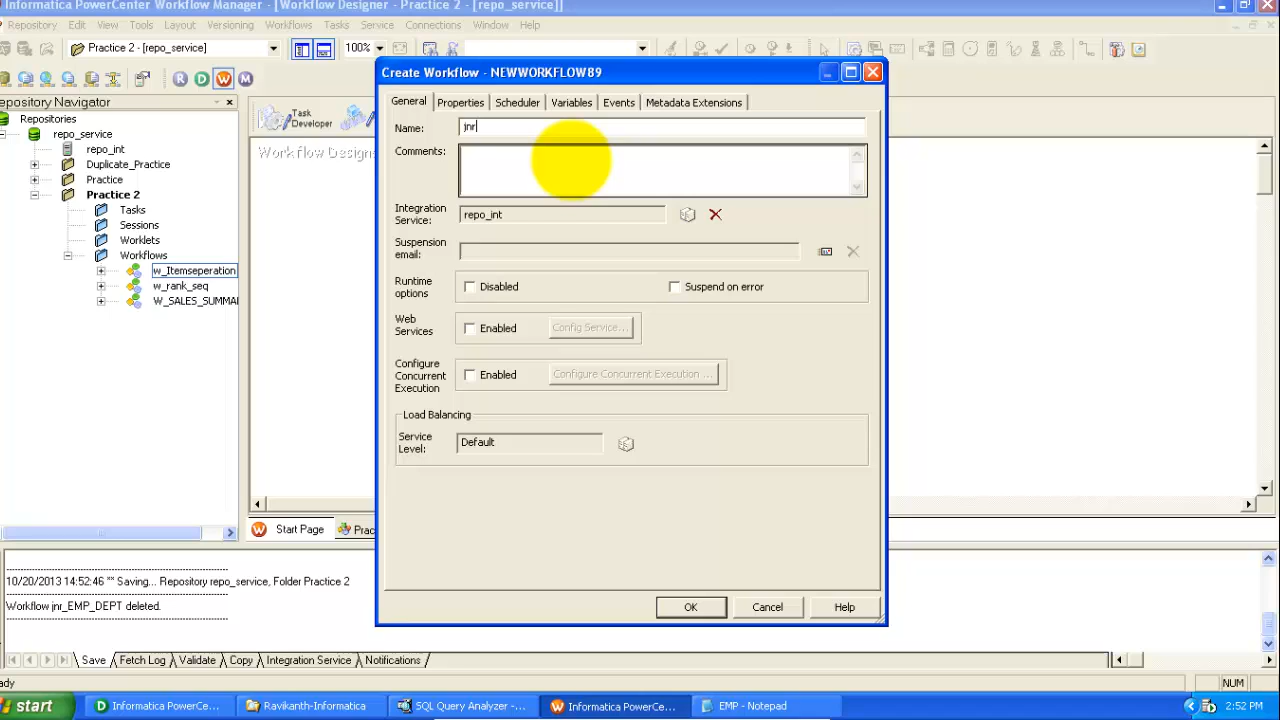 Informatica PowerCenter Workflow Manager - [Workflow Designer - Practice 2 - [repo_service]]
Repository Edit View Tools Layout Versioning Workflows Tasks Service Connections Window Help
Practice 2 - [repo_service]
100%
R D W M
Repository Navigator
Repositories
repo_service
repo_int
Duplicate_Practice
Practice
Practice 2
Tasks
Sessions
Worklets
Workflows
w_Itemseperation
w_rank_seq
W_SALES_SUMMA
Task
Developer
Workflow Designe
Start Page
Prac
Create Workflow - NEWWORKFLOW89
General Properties Scheduler Variables Events Metadata Extensions
Name: jnr
Comments:
Integration
Service: repo_int
Suspension
email:
Runtime
options
Disabled Suspend on error
Web
Services
Enabled Config Service...
Configure
Concurrent
Execution
Enabled Configure Concurrent Execution ...
Load Balancing
Service
Level: Default
OK Cancel Help
10/20/2013 14:52:46 ** Saving... Repository repo_service, Folder Practice 2
Workflow jnr_EMP_DEPT deleted.
Save Fetch Log Validate Copy Integration Service Notifications
ady
NUM
start
Informatica PowerCe...
Ravikanth-Informatica
SQL Query Analyzer -...
Informatica PowerCe...
EMP - Notepad
2:52 PM